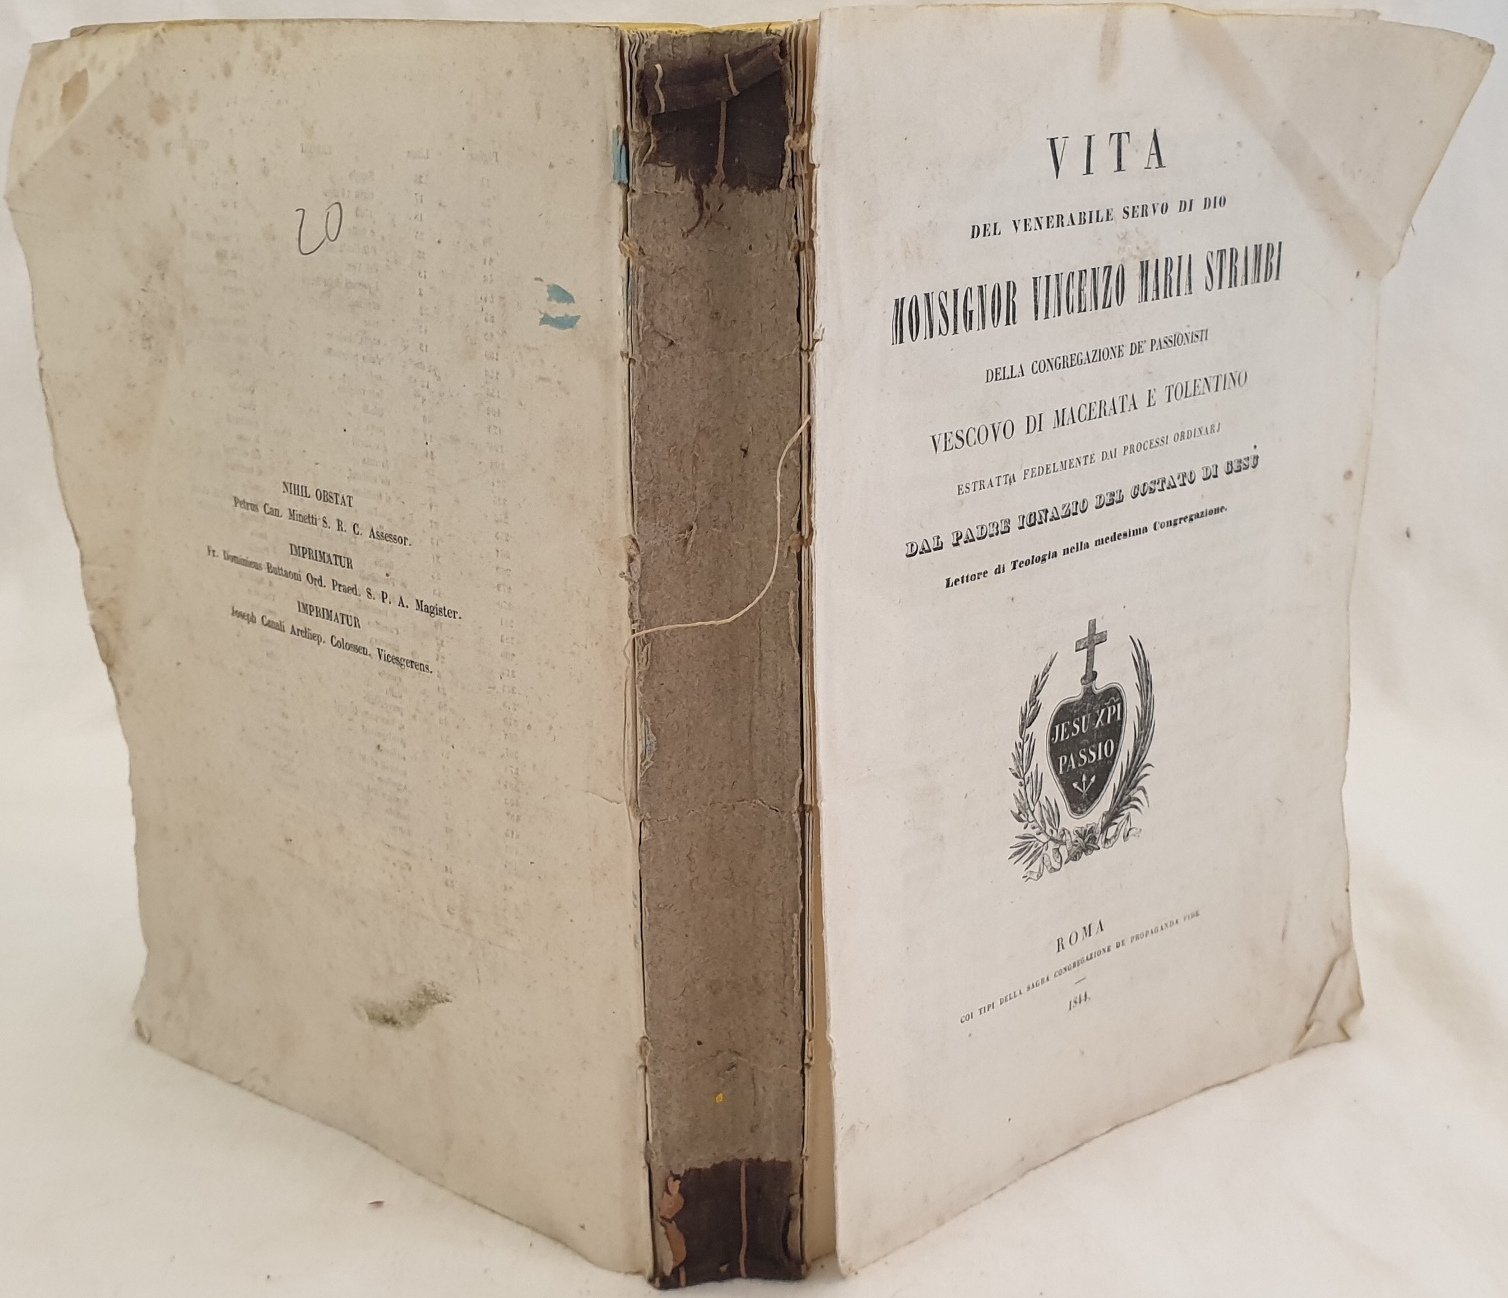 20
NIHIL OBSTAT
Petrus Can. Minetti S. R. C. Assessor.
IMPRIMATUR
Fr. Dominicus Buttaoni Ord. Praed. S. P. A. Magister.
IMPRIMATUR
Joseph Canali Archiep. Colossen. Vicesgerens.
VITA
DEL VENERABILE SERVO DI DIO
MONSIGNOR VINCENZO MARIA STRAMBI
DELLA CONGREGAZIONE DE' PASSIONISTI
VESCOVO DI MACERATA E TOLENTINO
ESTRATTA FEDELMENTE DAI PROCESSI ORDINARJ
DAL PADRE IGNAZIO DEL COSTATO DI GESÙ
Lettore di Teologia nella medesima Congregazione.
JESU XPI
PASSIO
ROMA
COI TIPI DELLA SAGRA CONGREGAZIONE DE PROPAGANDA FIDE
1844.